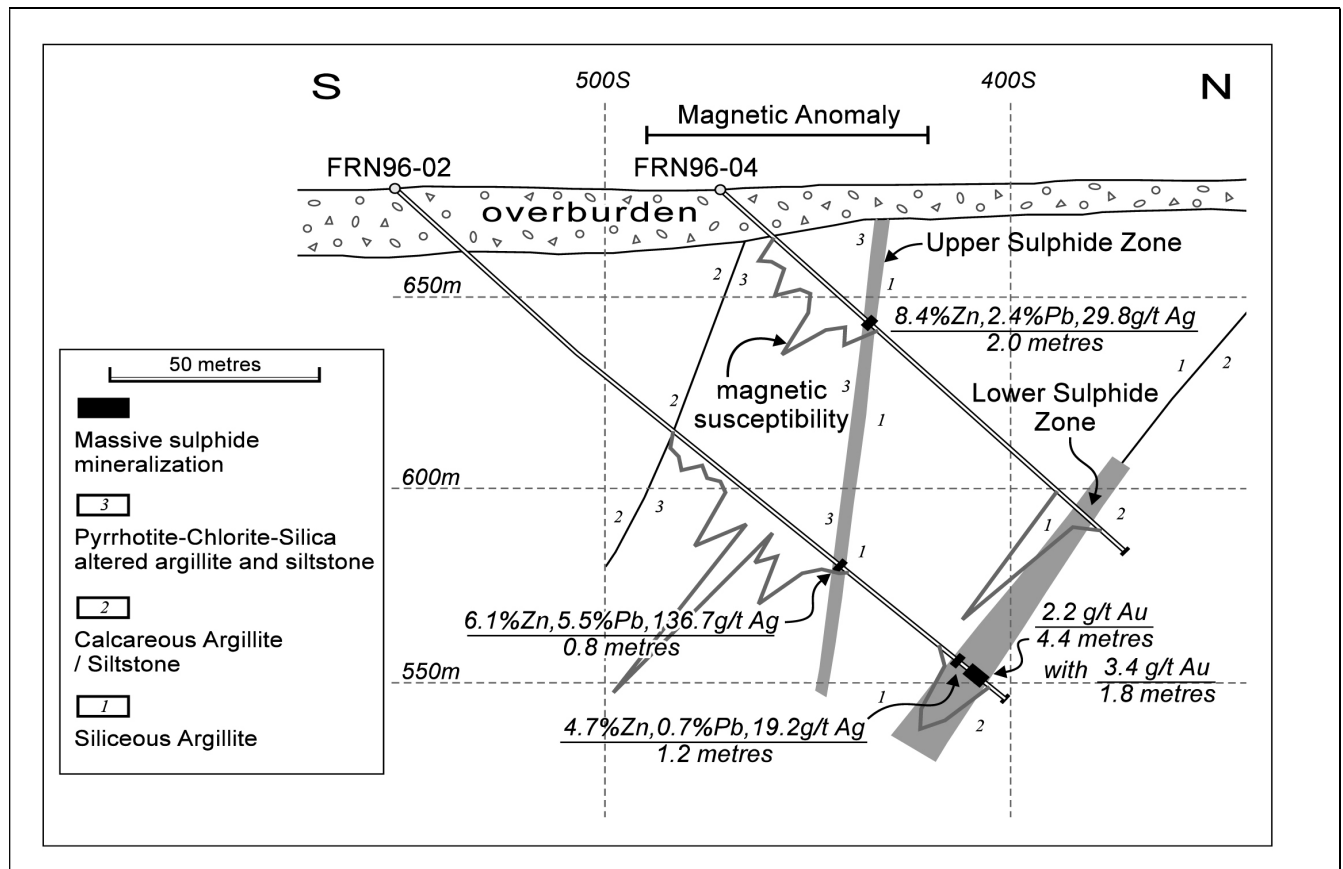 S
500S
400S
N
Magnetic Anomaly
FRN96-02
FRN96-04
overburden
3
Upper Sulphide Zone
2
3
1
650m
8.4%Zn,2.4%Pb,29.8g/t Ag
2.0 metres
50 metres
1
2
magnetic
susceptibility
3
Lower Sulphide
Zone
2
1
Massive sulphide
mineralization
600m
3
Pyrrhotite-Chlorite-Silica
altered argillite and siltstone
2
3
3
1
1
2
2
Calcareous Argillite
/ Siltstone
6.1%Zn,5.5%Pb,136.7g/t Ag
0.8 metres
2.2 g/t Au
4.4 metres
with 3.4 g/t Au
1.8 metres
550m
1
2
1
Siliceous Argillite
4.7%Zn,0.7%Pb,19.2g/t Ag
1.2 metres